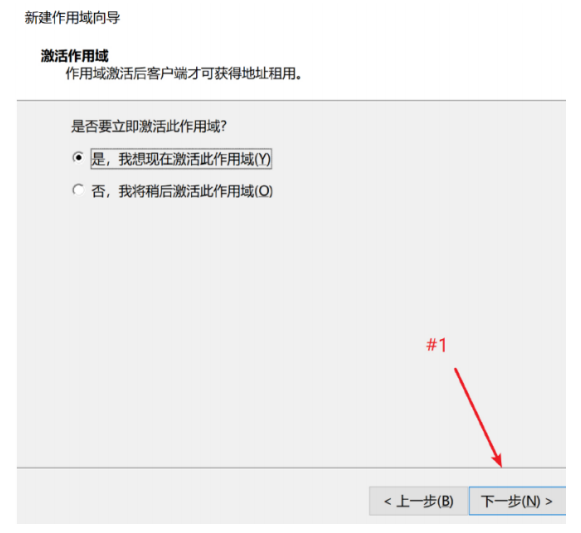 新建作用域向导
激活作用域
作用域激活后客户端才可获得地址租用。
是否要立即激活此作用域?
是，我想现在激活此作用域(Y)
否，我将稍后激活此作用域(O)
#1
< 上一步(B)
下一步(N) >